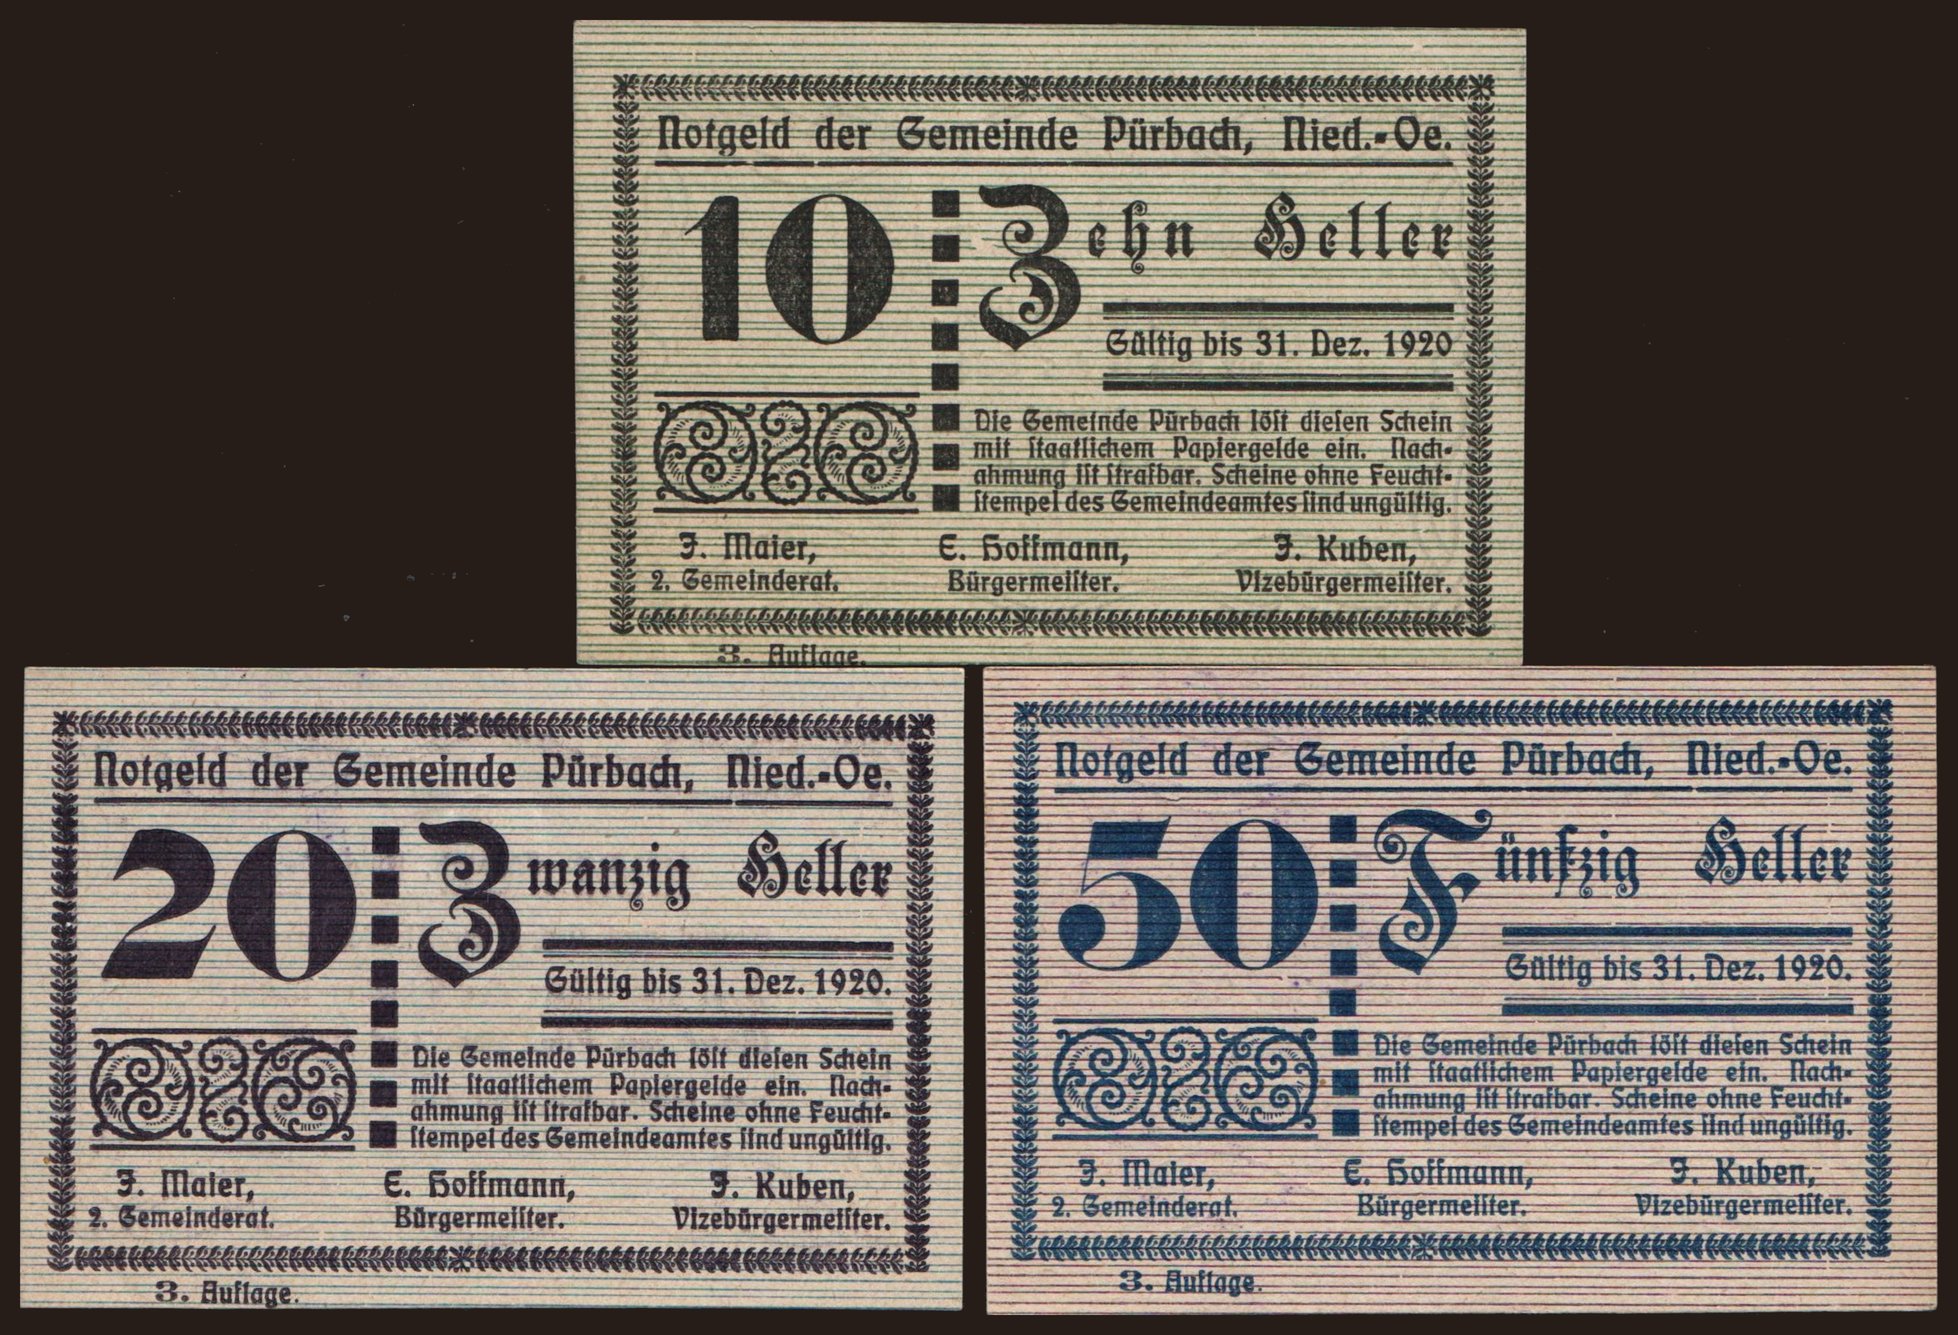 Notgeld der Gemeinde Pürbach, Nied.-Oe.
10 Zehn Heller
Gültig bis 31. Dez. 1920
Die Gemeinde Pürbach löſt dieſen Schein
mit ſtaatlichem Papiergelde ein. Nach-
ahmung iſt ſtrafbar. Scheine ohne Feucht-
ſtempel des Gemeindeamtes ſind ungültig.
J. Maier, E. Hoffmann, J. Kuben,
2. Gemeinderat. Bürgermeiſter. Vizebürgermeiſter.
3. Auflage.
Notgeld der Gemeinde Pürbach, Nied.-Oe.
20 Zwanzig Heller
Gültig bis 31. Dez. 1920.
Die Gemeinde Pürbach löſt dieſen Schein
mit ſtaatlichem Papiergelde ein. Nach-
ahmung iſt ſtrafbar. Scheine ohne Feucht-
ſtempel des Gemeindeamtes ſind ungültig.
J. Maier, E. Hoffmann, J. Kuben,
2. Gemeinderat. Bürgermeiſter. Vizebürgermeiſter.
3. Auflage.
Notgeld der Gemeinde Pürbach, Nied.-Oe.
50 Fünfzig Heller
Gültig bis 31. Dez. 1920.
Die Gemeinde Pürbach löſt dieſen Schein
mit ſtaatlichem Papiergelde ein. Nach-
ahmung iſt ſtrafbar. Scheine ohne Feucht-
ſtempel des Gemeindeamtes ſind ungültig.
J. Maier, E. Hoffmann, J. Kuben,
2. Gemeinderat. Bürgermeiſter. Vizebürgermeiſter.
3. Auflage.